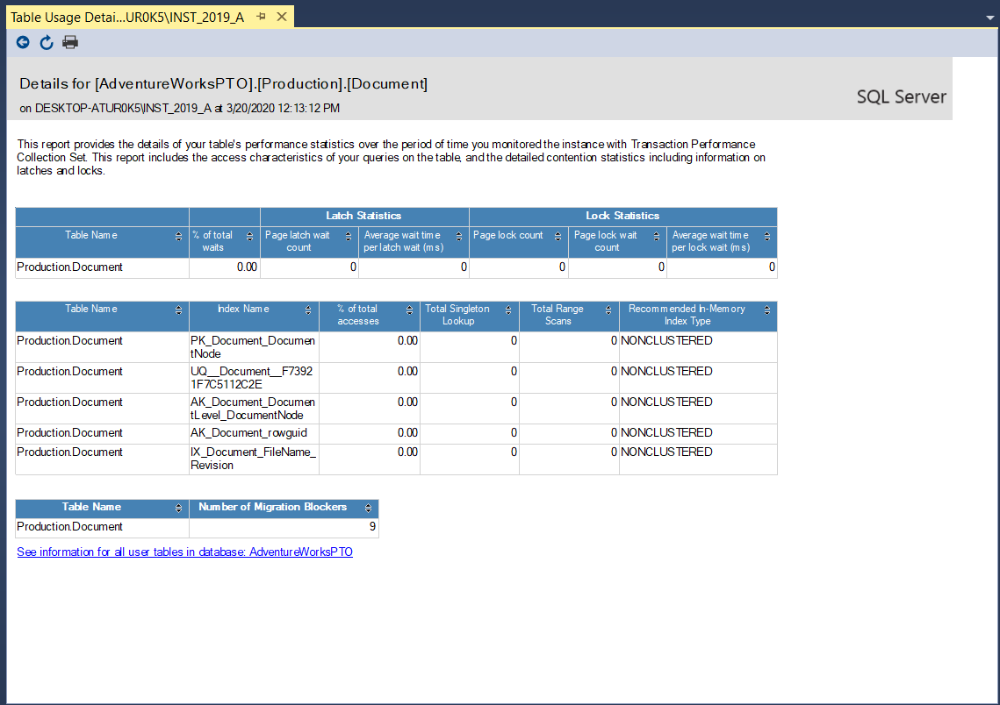 Table Usage Detai...UR0K5\INST_2019_A
Details for [AdventureWorksPTO].[Production].[Document]
on DESKTOP-ATUR0K5\INST_2019_A at 3/20/2020 12:13:12 PM
SQL Server
This report provides the details of your table's performance statistics over the period of time you monitored the instance with Transaction Performance
Collection Set. This report includes the access characteristics of your queries on the table, and the detailed contention statistics including information on
latches and locks.
Latch Statistics Lock Statistics
Table Name % of total Page latch wait Average wait time Page lock count Page lock wait Average wait time
waits count per latch wait (ms) count per lock wait (ms)
Production.Document 0.00 0 0 0 0 0
Table Name Index Name % of total Total Singleton Total Range Recommended In-Memory
accesses Lookup Scans Index Type
Production.Document PK_Document_Documen 0.00 0 0 NONCLUSTERED
tNode
Production.Document UQ__Document__F7392 0.00 0 0 NONCLUSTERED
1F7C5112C2E
Production.Document AK_Document_Documen 0.00 0 0 NONCLUSTERED
tLevel_DocumentNode
Production.Document AK_Document_rowguid 0.00 0 0 NONCLUSTERED
Production.Document IX_Document_FileName_ 0.00 0 0 NONCLUSTERED
Revision
Table Name Number of Migration Blockers
Production.Document 9
See information for all user tables in database: AdventureWorksPTO